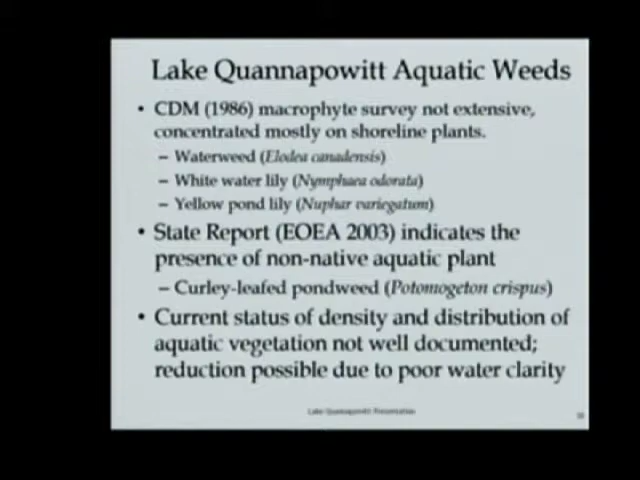 Lake Quannapowitt Aquatic Weeds
• CDM (1986) macrophyte survey not extensive,
concentrated mostly on shoreline plants.
– Waterweed (Elodea canadensis)
– White water lily (Nymphaea odorata)
– Yellow pond lily (Nuphar variegatum)
• State Report (EOEA 2003) indicates the
presence of non-native aquatic plant
– Curley-leafed pondweed (Potomogeton crispus)
• Current status of density and distribution of
aquatic vegetation not well documented;
reduction possible due to poor water clarity
Lake Quannapowitt Presentation